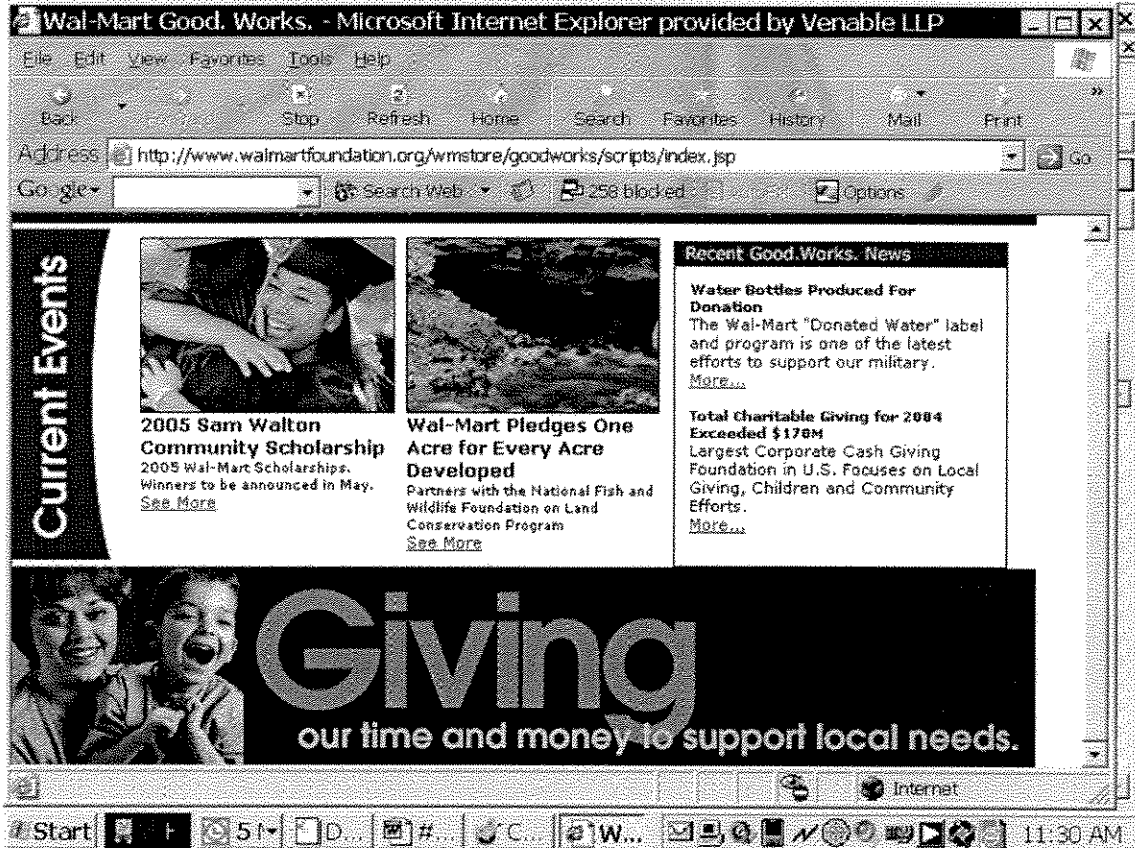 Wal-Mart Good. Works. - Microsoft Internet Explorer provided by Venable LLP
File Edit View Favorites Tools Help
Back Stop Refresh Home Search Favorites History Mail Print
Address http://www.walmartfoundation.org/wmstore/goodworks/scripts/index.jsp Go
Go gle Search Web 258 blocked Options
Current Events
2005 Sam Walton
Community Scholarship
2005 Wal-Mart Scholarships.
Winners to be announced in May.
See More
Wal-Mart Pledges One
Acre for Every Acre
Developed
Partners with the National Fish and
Wildlife Foundation on Land
Conservation Program
See More
Recent Good.Works. News
Water Bottles Produced For
Donation
The Wal-Mart "Donated Water" label
and program is one of the latest
efforts to support our military.
More...
Total Charitable Giving for 2004
Exceeded $170M
Largest Corporate Cash Giving
Foundation in U.S. Focuses on Local
Giving, Children and Community
Efforts.
More...
Giving
our time and money to support local needs.
Internet
Start 5 D... #... C... W... 11:30 AM